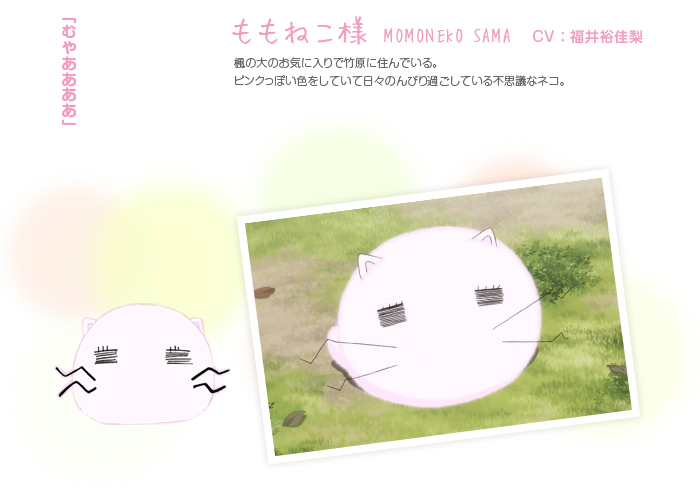 「むゃああああ」
ももねこ様 MOMONEKO SAMA CV：福井裕佳梨
楓の大のお気に入りで竹原に住んでいる。
ピンクっぽい色をしていて日々のんびり過ごしている不思議なネコ。